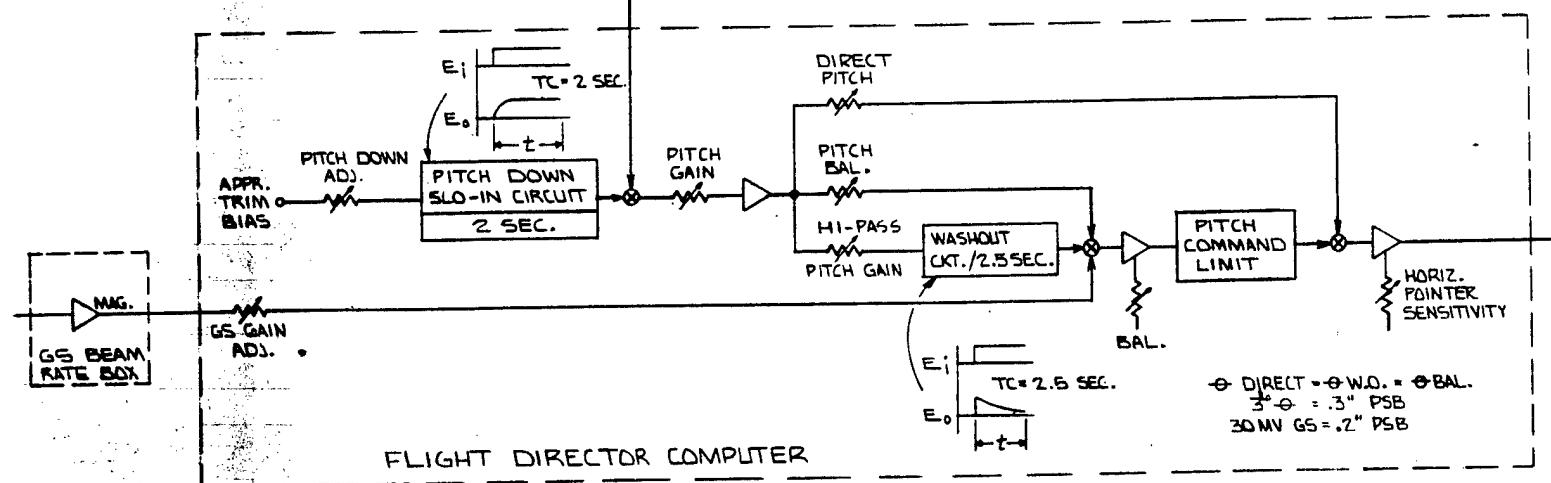 Ei
TC = 2 SEC.
Eo
t
DIRECT
PITCH
PITCH DOWN
ADJ.
APPR.
TRIM
BIAS
PITCH DOWN
SLO-IN CIRCUIT
2 SEC.
PITCH
GAIN
PITCH
BAL.
HI-PASS
PITCH GAIN
WASHOUT
CKT./2.5 SEC.
PITCH
COMMAND
LIMIT
BAL.
HORIZ.
POINTER
SENSITIVITY
MAG.
GS BEAM
RATE BOX
GS GAIN
ADJ.
Ei
TC = 2.5 SEC.
Eo
t
θ DIRECT = θ W.O. = θ BAL.
3° θ = .3" PSB
30 MV GS = .2" PSB
FLIGHT DIRECTOR COMPUTER